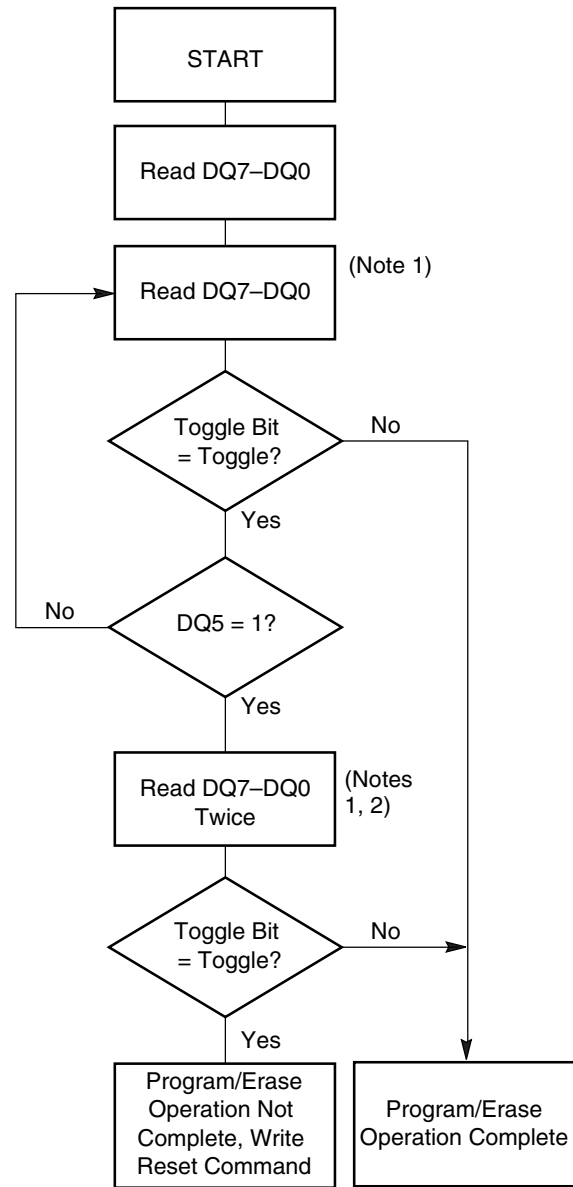 START
Read DQ7–DQ0
Read DQ7–DQ0
(Note 1)
Toggle Bit
= Toggle?
No
Yes
DQ5 = 1?
No
Yes
Read DQ7–DQ0
Twice
(Notes
1, 2)
Toggle Bit
= Toggle?
No
Yes
Program/Erase
Operation Not
Complete, Write
Reset Command
Program/Erase
Operation Complete